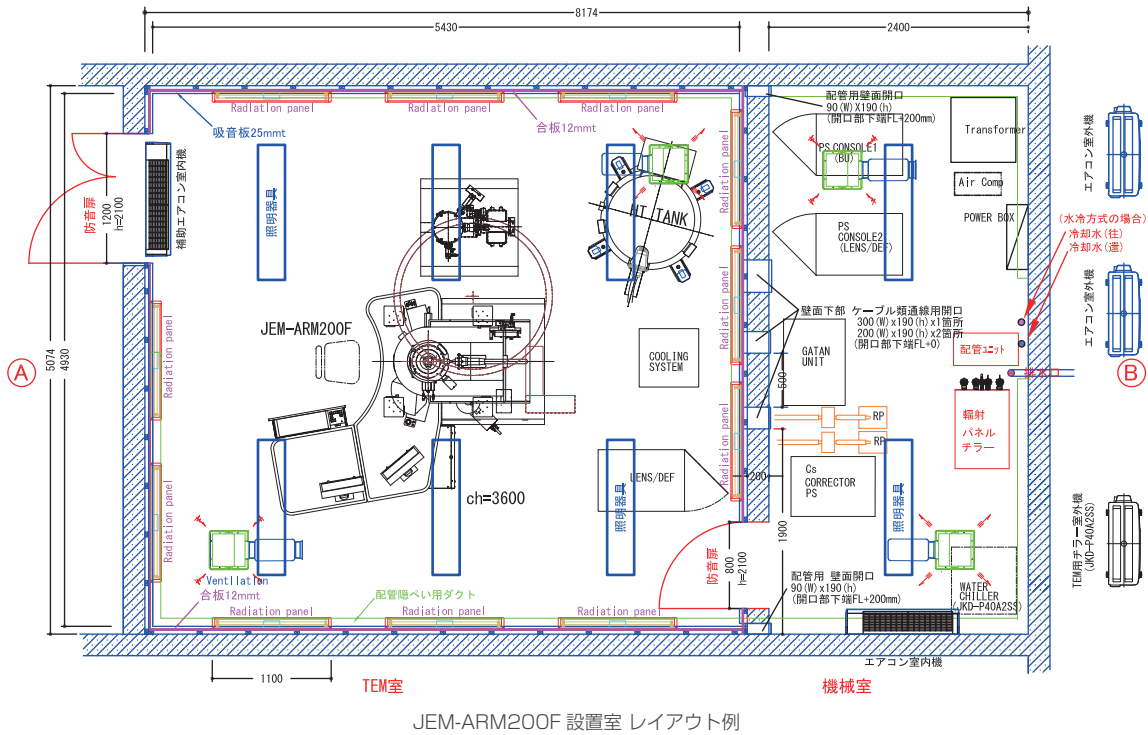 8174
5430
2400
Radiation panel
Radiation panel
Radiation panel
吸音板25mmt
合板12mmt
配管用壁面開口
90(W)X190(h)
(開口部下端FL+200mm)
PS CONSOLE1
(BU)
Transformer
Air Comp
POWER BOX
エアコン室外機
防音扉
1200
h=2100
補助エアコン室内機
照明器具
HT TANK
Radiation panel
PS
CONSOLE2
(LENS/DEF)
(水冷方式の場合)
冷却水(往)
冷却水(還)
エアコン室外機
A
5074
4930
JEM-ARM200F
Radiation panel
COOLING
SYSTEM
Radiation panel
壁面下部 ケーブル類通線用開口
300(W)x190(h)x1箇所
200(W)x190(h)x2箇所
(開口部下端FL+0)
GATAN
UNIT
500
配管ユニット
排水口
B
RP
RP
輻射
パネル
チラー
Radiation panel
ch=3600
LENS/DEF
照明器具
Radiation panel
200
Cs
CORRECTOR
PS
照明器具
1900
TEM用チラー室外機
(JKD-P40A2SS)
防音扉
800
h=2100
Ventilation
合板12mmt
配管隠ぺい用ダクト
配管用 壁面開口
90(W)x190(h)
(開口部下端FL+200mm)
WATER
CHILLER
(JKD-P40A2SS)
Radiation panel
Radiation panel
Radiation panel
エアコン室内機
1100
TEM室
機械室
JEM-ARM200F 設置室 レイアウト例